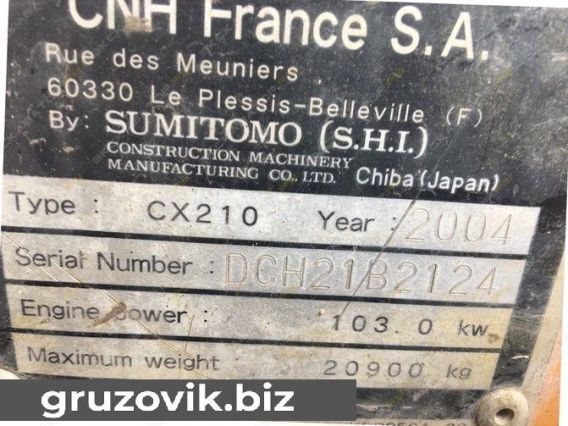 CNH France S.A.
Rue des Meuniers
60330 Le Plessis-Belleville (F)
By: SUMITOMO (S.H.I.)
CONSTRUCTION MACHINERY
MANUFACTURING CO., LTD. Chiba (Japan)
Type : CX210 Year : 2004
Serial Number : DCH21B2124
Engine power : 103.0 kw
Maximum weight : 20900 kg
gruzovik.biz